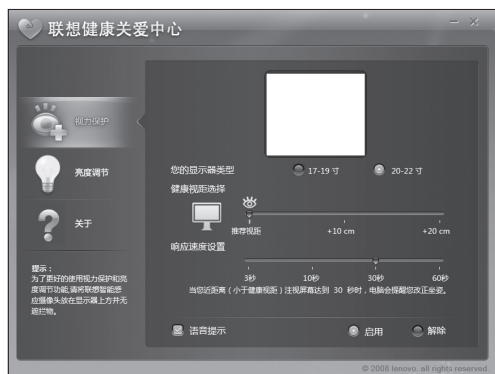 联想健康关爱中心
视力保护
亮度调节
关于
提示：
为了更好的使用视力保护和亮
度调节功能,请将联想智能感
应摄像头放在显示器上方并无
遮拦物。
您的显示器类型
17-19 寸
20-22 寸
健康视距选择
推荐视距
+10 cm
+20 cm
响应速度设置
3秒
10秒
30秒
60秒
当您近距离（小于健康视距）注视屏幕达到 30 秒时，电脑会提醒您改正坐姿。
语音提示
启用
解除
© 2008 lenovo. all rights reserved.